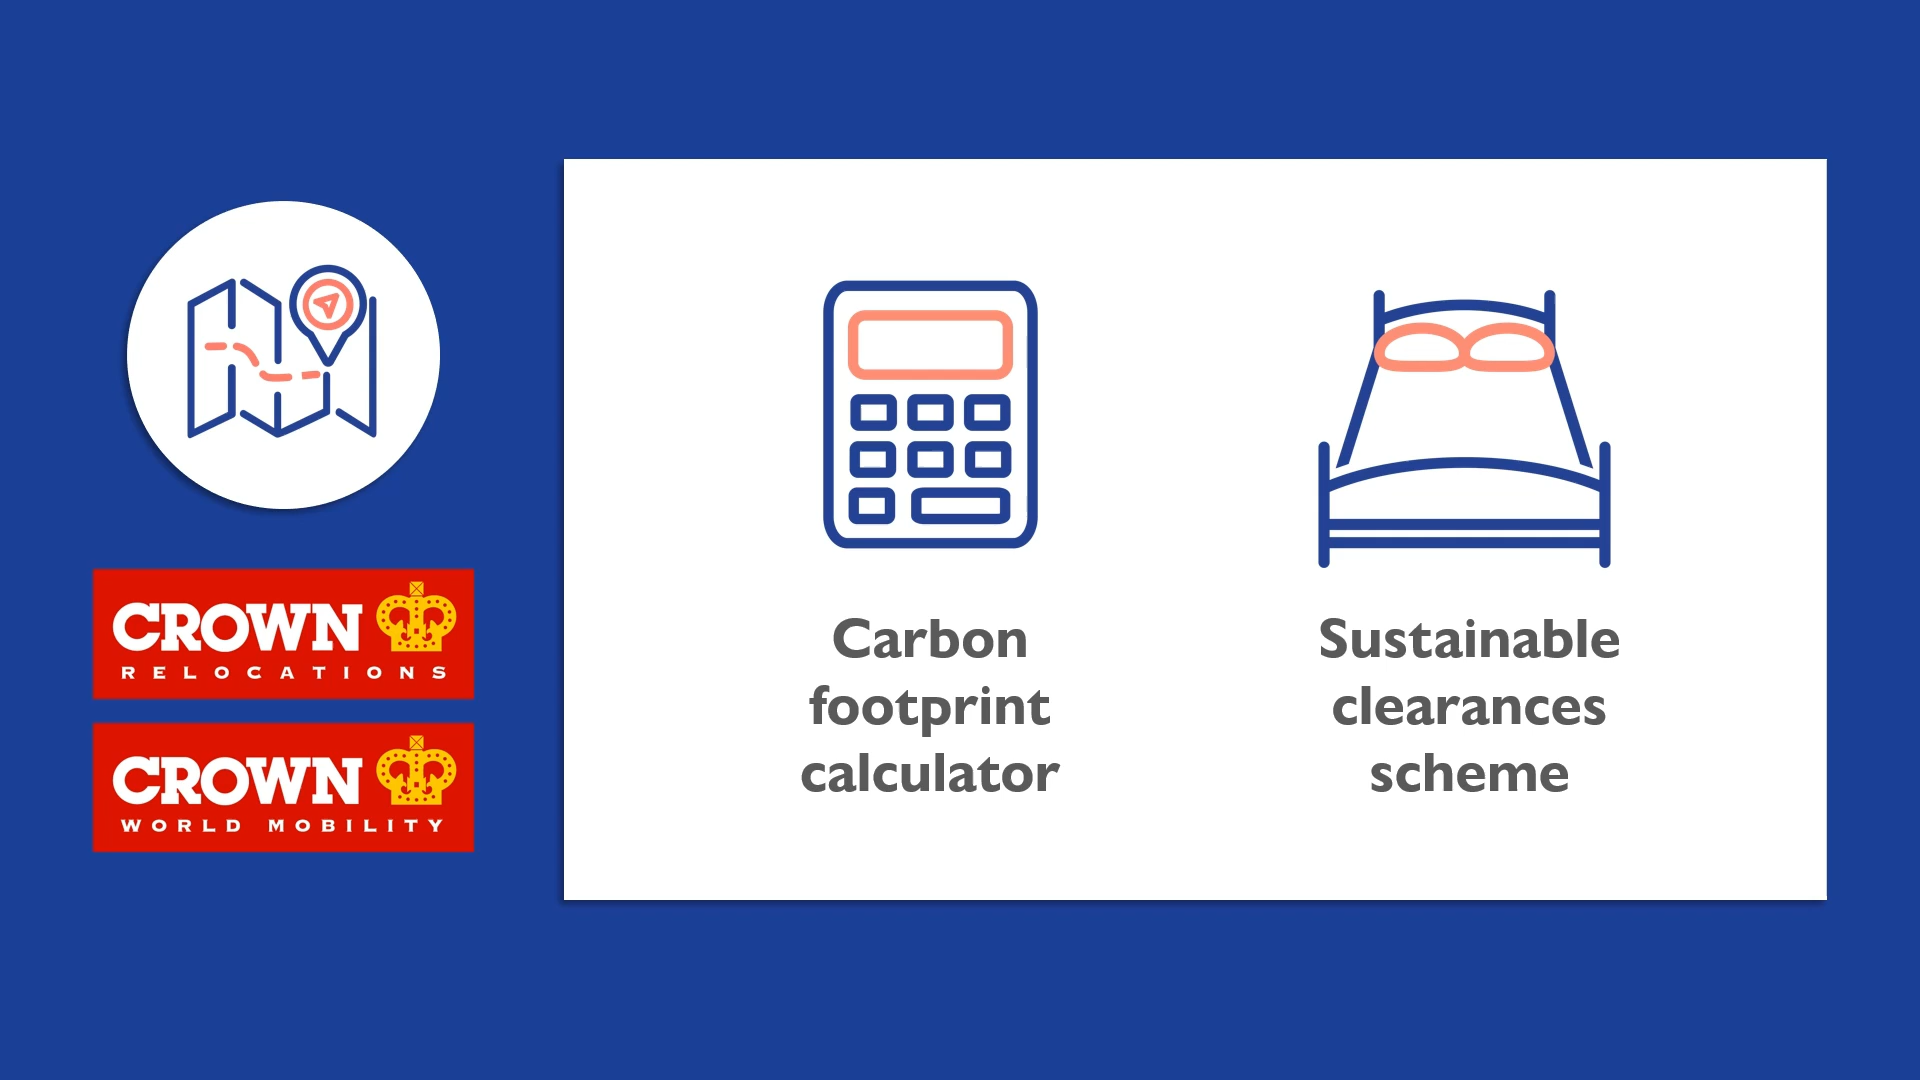 CROWN
RELOCATIONS
CROWN
WORLD MOBILITY
Carbon
footprint
calculator
Sustainable
clearances
scheme